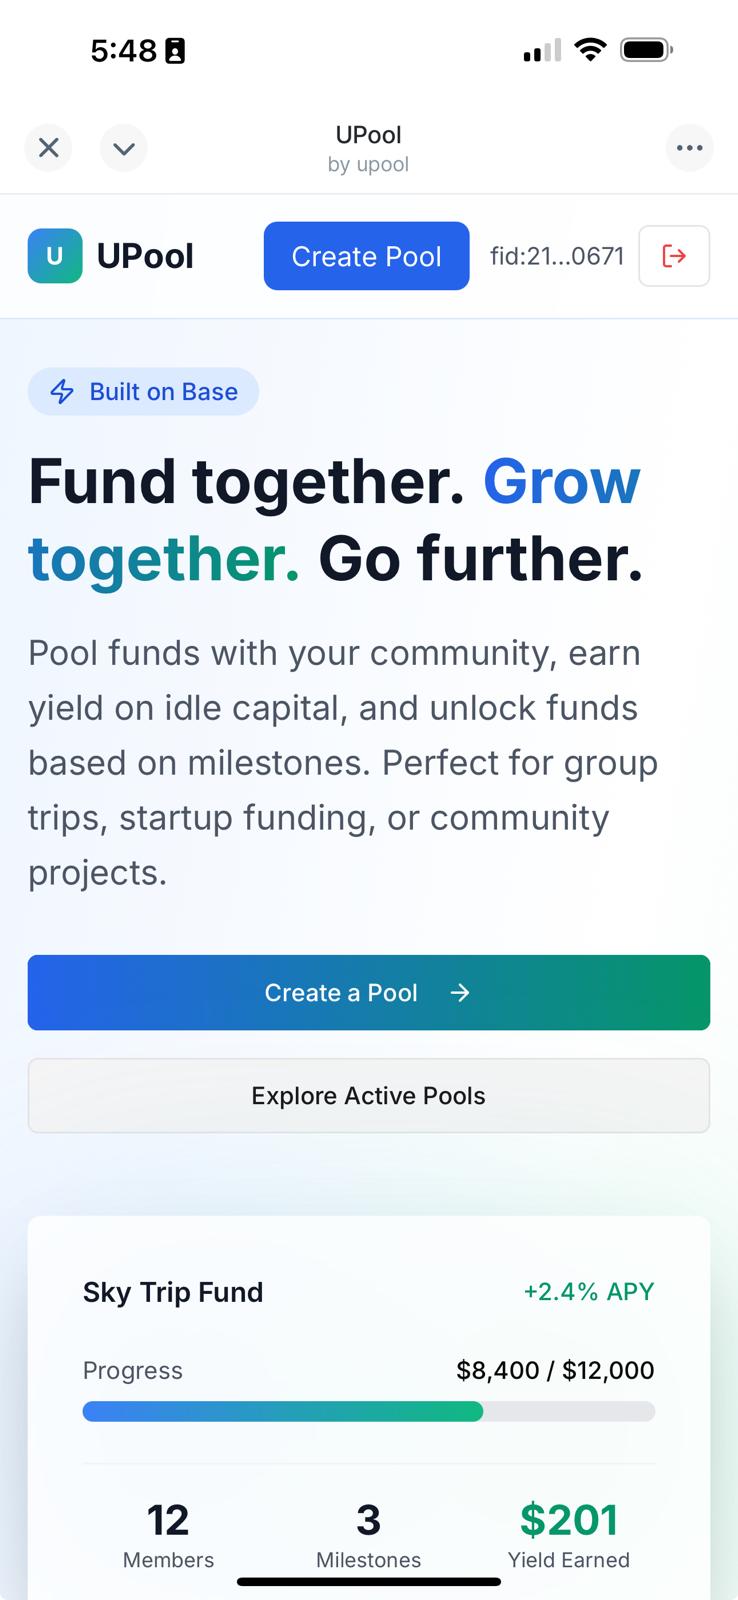 5:48
UPool
by upool
U UPool Create Pool fid:21...0671
Built on Base
Fund together. Grow
together. Go further.
Pool funds with your community, earn
yield on idle capital, and unlock funds
based on milestones. Perfect for group
trips, startup funding, or community
projects.
Create a Pool →
Explore Active Pools
Sky Trip Fund +2.4% APY
Progress $8,400 / $12,000
12 3 $201
Members Milestones Yield Earned